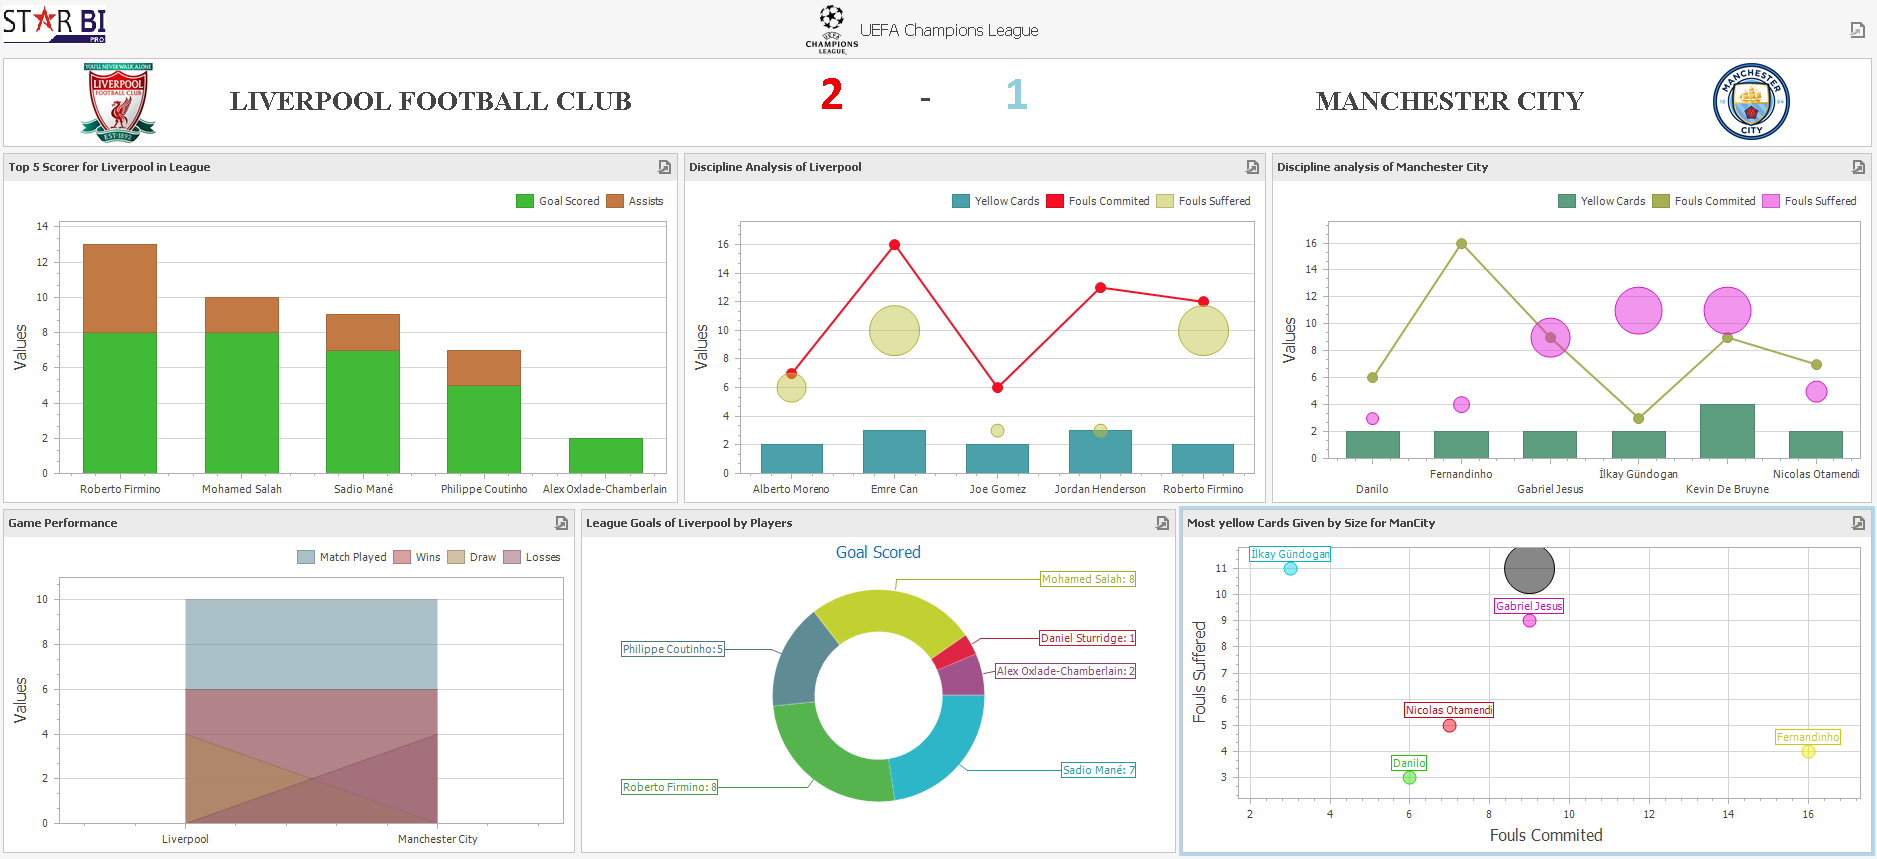 STAR BI
PRO
UEFA
CHAMPIONS
LEAGUE
UEFA Champions League
YOU'LL NEVER WALK ALONE
LIVERPOOL
FOOTBALL CLUB
EST·1892
LIVERPOOL FOOTBALL CLUB
2 - 1
MANCHESTER CITY
MANCHESTER
18 94
CITY
Top 5 Scorer for Liverpool in League
Goal Scored Assists
Values
14
12
10
8
6
4
2
0
Roberto Firmino Mohamed Salah Sadio Mané Philippe Coutinho Alex Oxlade-Chamberlain
Discipline Analysis of Liverpool
Yellow Cards Fouls Commited Fouls Suffered
Values
16
14
12
10
8
6
4
2
0
Alberto Moreno Emre Can Joe Gomez Jordan Henderson Roberto Firmino
Discipline analysis of Manchester City
Yellow Cards Fouls Commited Fouls Suffered
Values
16
14
12
10
8
6
4
2
0
Fernandinho İlkay Gündogan Nicolas Otamendi
Danilo Gabriel Jesus Kevin De Bruyne
Game Performance
Match Played Wins Draw Losses
Values
10
8
6
4
2
0
Liverpool Manchester City
League Goals of Liverpool by Players
Goal Scored
Mohamed Salah: 8
Daniel Sturridge: 1
Philippe Coutinho: 5
Alex Oxlade-Chamberlain: 2
Sadio Mané: 7
Roberto Firmino: 8
Most yellow Cards Given by Size for ManCity
İlkay Gündogan
Gabriel Jesus
Nicolas Otamendi
Fernandinho
Danilo
Fouls Suffered
11
10
9
8
7
6
5
4
3
2 4 6 8 10 12 14 16
Fouls Commited